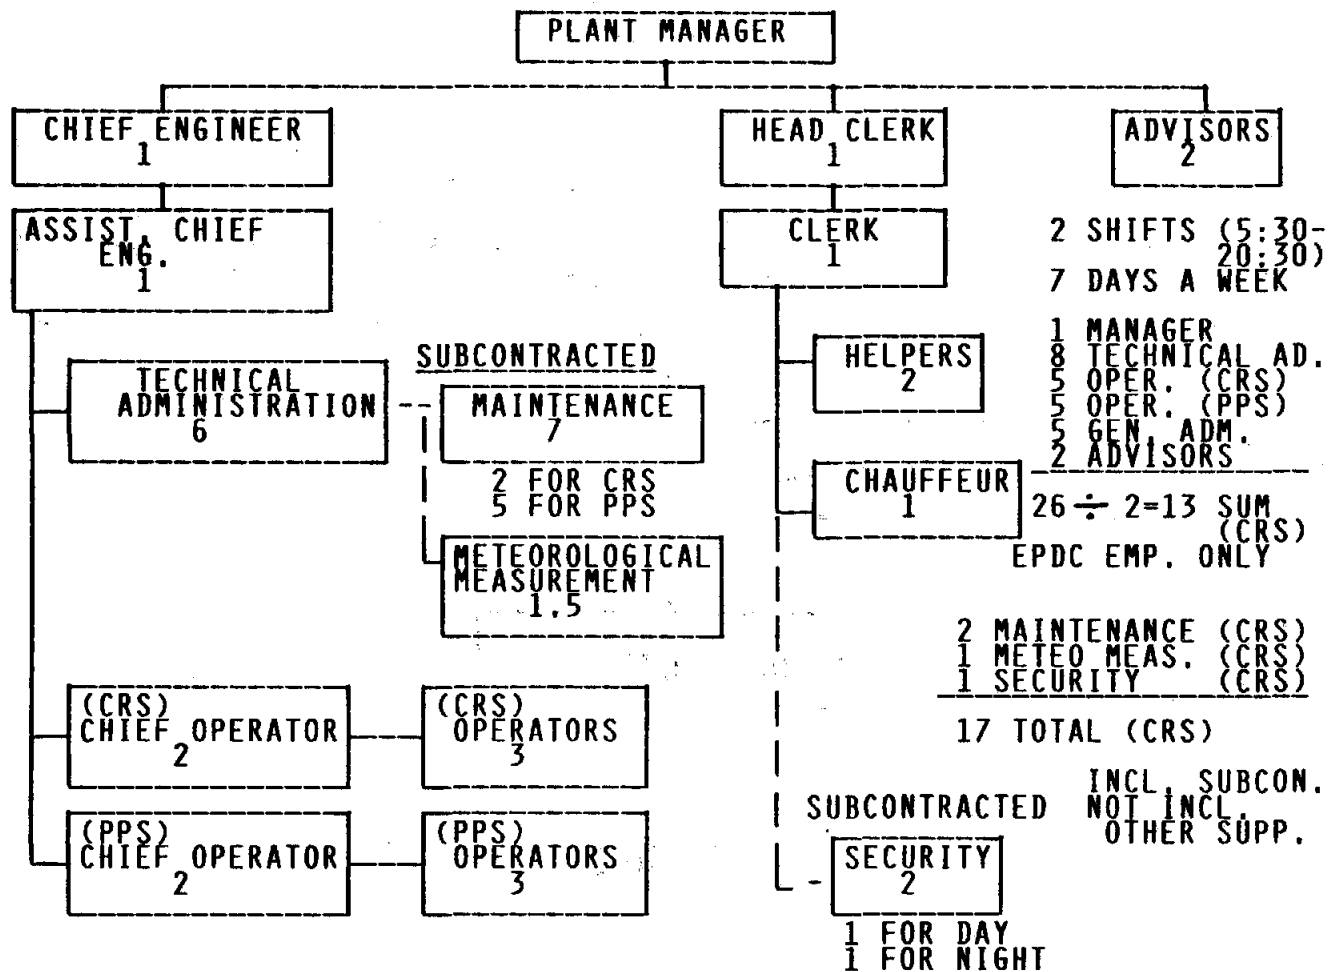 PLANT MANAGER
CHIEF ENGINEER
1
HEAD CLERK
1
ADVISORS
2
ASSIST. CHIEF
ENG.
1
CLERK
1
2 SHIFTS (5:30-
20:30)
7 DAYS A WEEK
1 MANAGER
8 TECHNICAL AD.
5 OPER. (CRS)
5 OPER. (PPS)
5 GEN. ADM.
2 ADVISORS
26 ÷ 2=13 SUM
(CRS)
EPDC EMP. ONLY
SUBCONTRACTED
TECHNICAL
ADMINISTRATION
6
MAINTENANCE
7
2 FOR CRS
5 FOR PPS
METEOROLOGICAL
MEASUREMENT
1.5
HELPERS
2
CHAUFFEUR
1
2 MAINTENANCE (CRS)
1 METEO MEAS. (CRS)
1 SECURITY (CRS)
17 TOTAL (CRS)
INCL. SUBCON.
NOT INCL.
OTHER SUPP.
(CRS)
CHIEF OPERATOR
2
(CRS)
OPERATORS
3
(PPS)
CHIEF OPERATOR
2
(PPS)
OPERATORS
3
SUBCONTRACTED
SECURITY
2
1 FOR DAY
1 FOR NIGHT